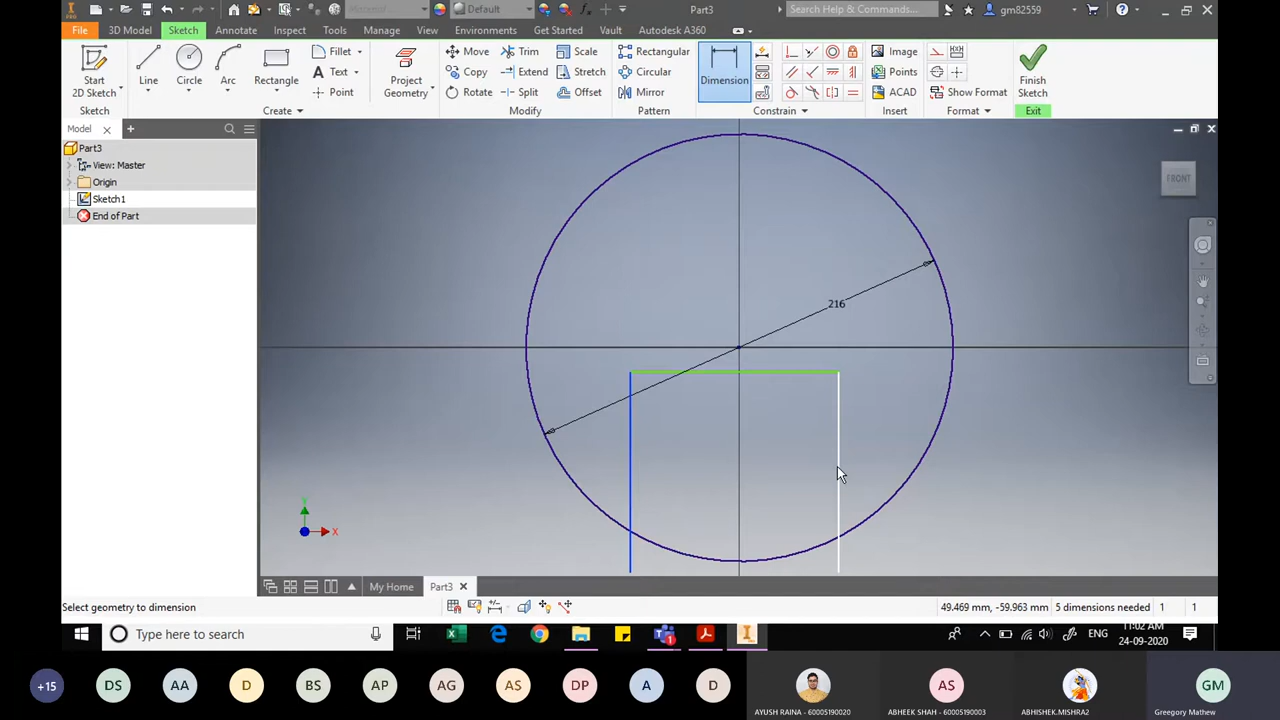 Default
Part3
Search Help & Commands...
gm82559
File
3D Model
Sketch
Annotate
Inspect
Tools
Manage
View
Environments
Get Started
Vault
Autodesk A360
Start
2D Sketch
Line
Circle
Arc
Rectangle
Fillet
Text
Point
Project
Geometry
Move
Copy
Rotate
Trim
Extend
Split
Scale
Stretch
Offset
Rectangular
Circular
Mirror
Dimension
Image
Points
ACAD
Show Format
Finish
Sketch
Sketch
Create
Modify
Pattern
Constrain
Insert
Format
Exit
Model
Part3
View: Master
Origin
Sketch1
End of Part
FRONT
216
Y
X
My Home
Part3
Select geometry to dimension
49.469 mm, -59.963 mm
5 dimensions needed
1
1
Type here to search
1
ENG
11:02 AM
24-09-2020
+15
DS
AA
D
BS
AP
AG
AS
DP
A
D
AS
GM
AYUSH RAINA - 60005190020
ABHEEK SHAH - 60005190003
ABHISHEK.MISHRA2
Greegory Mathew